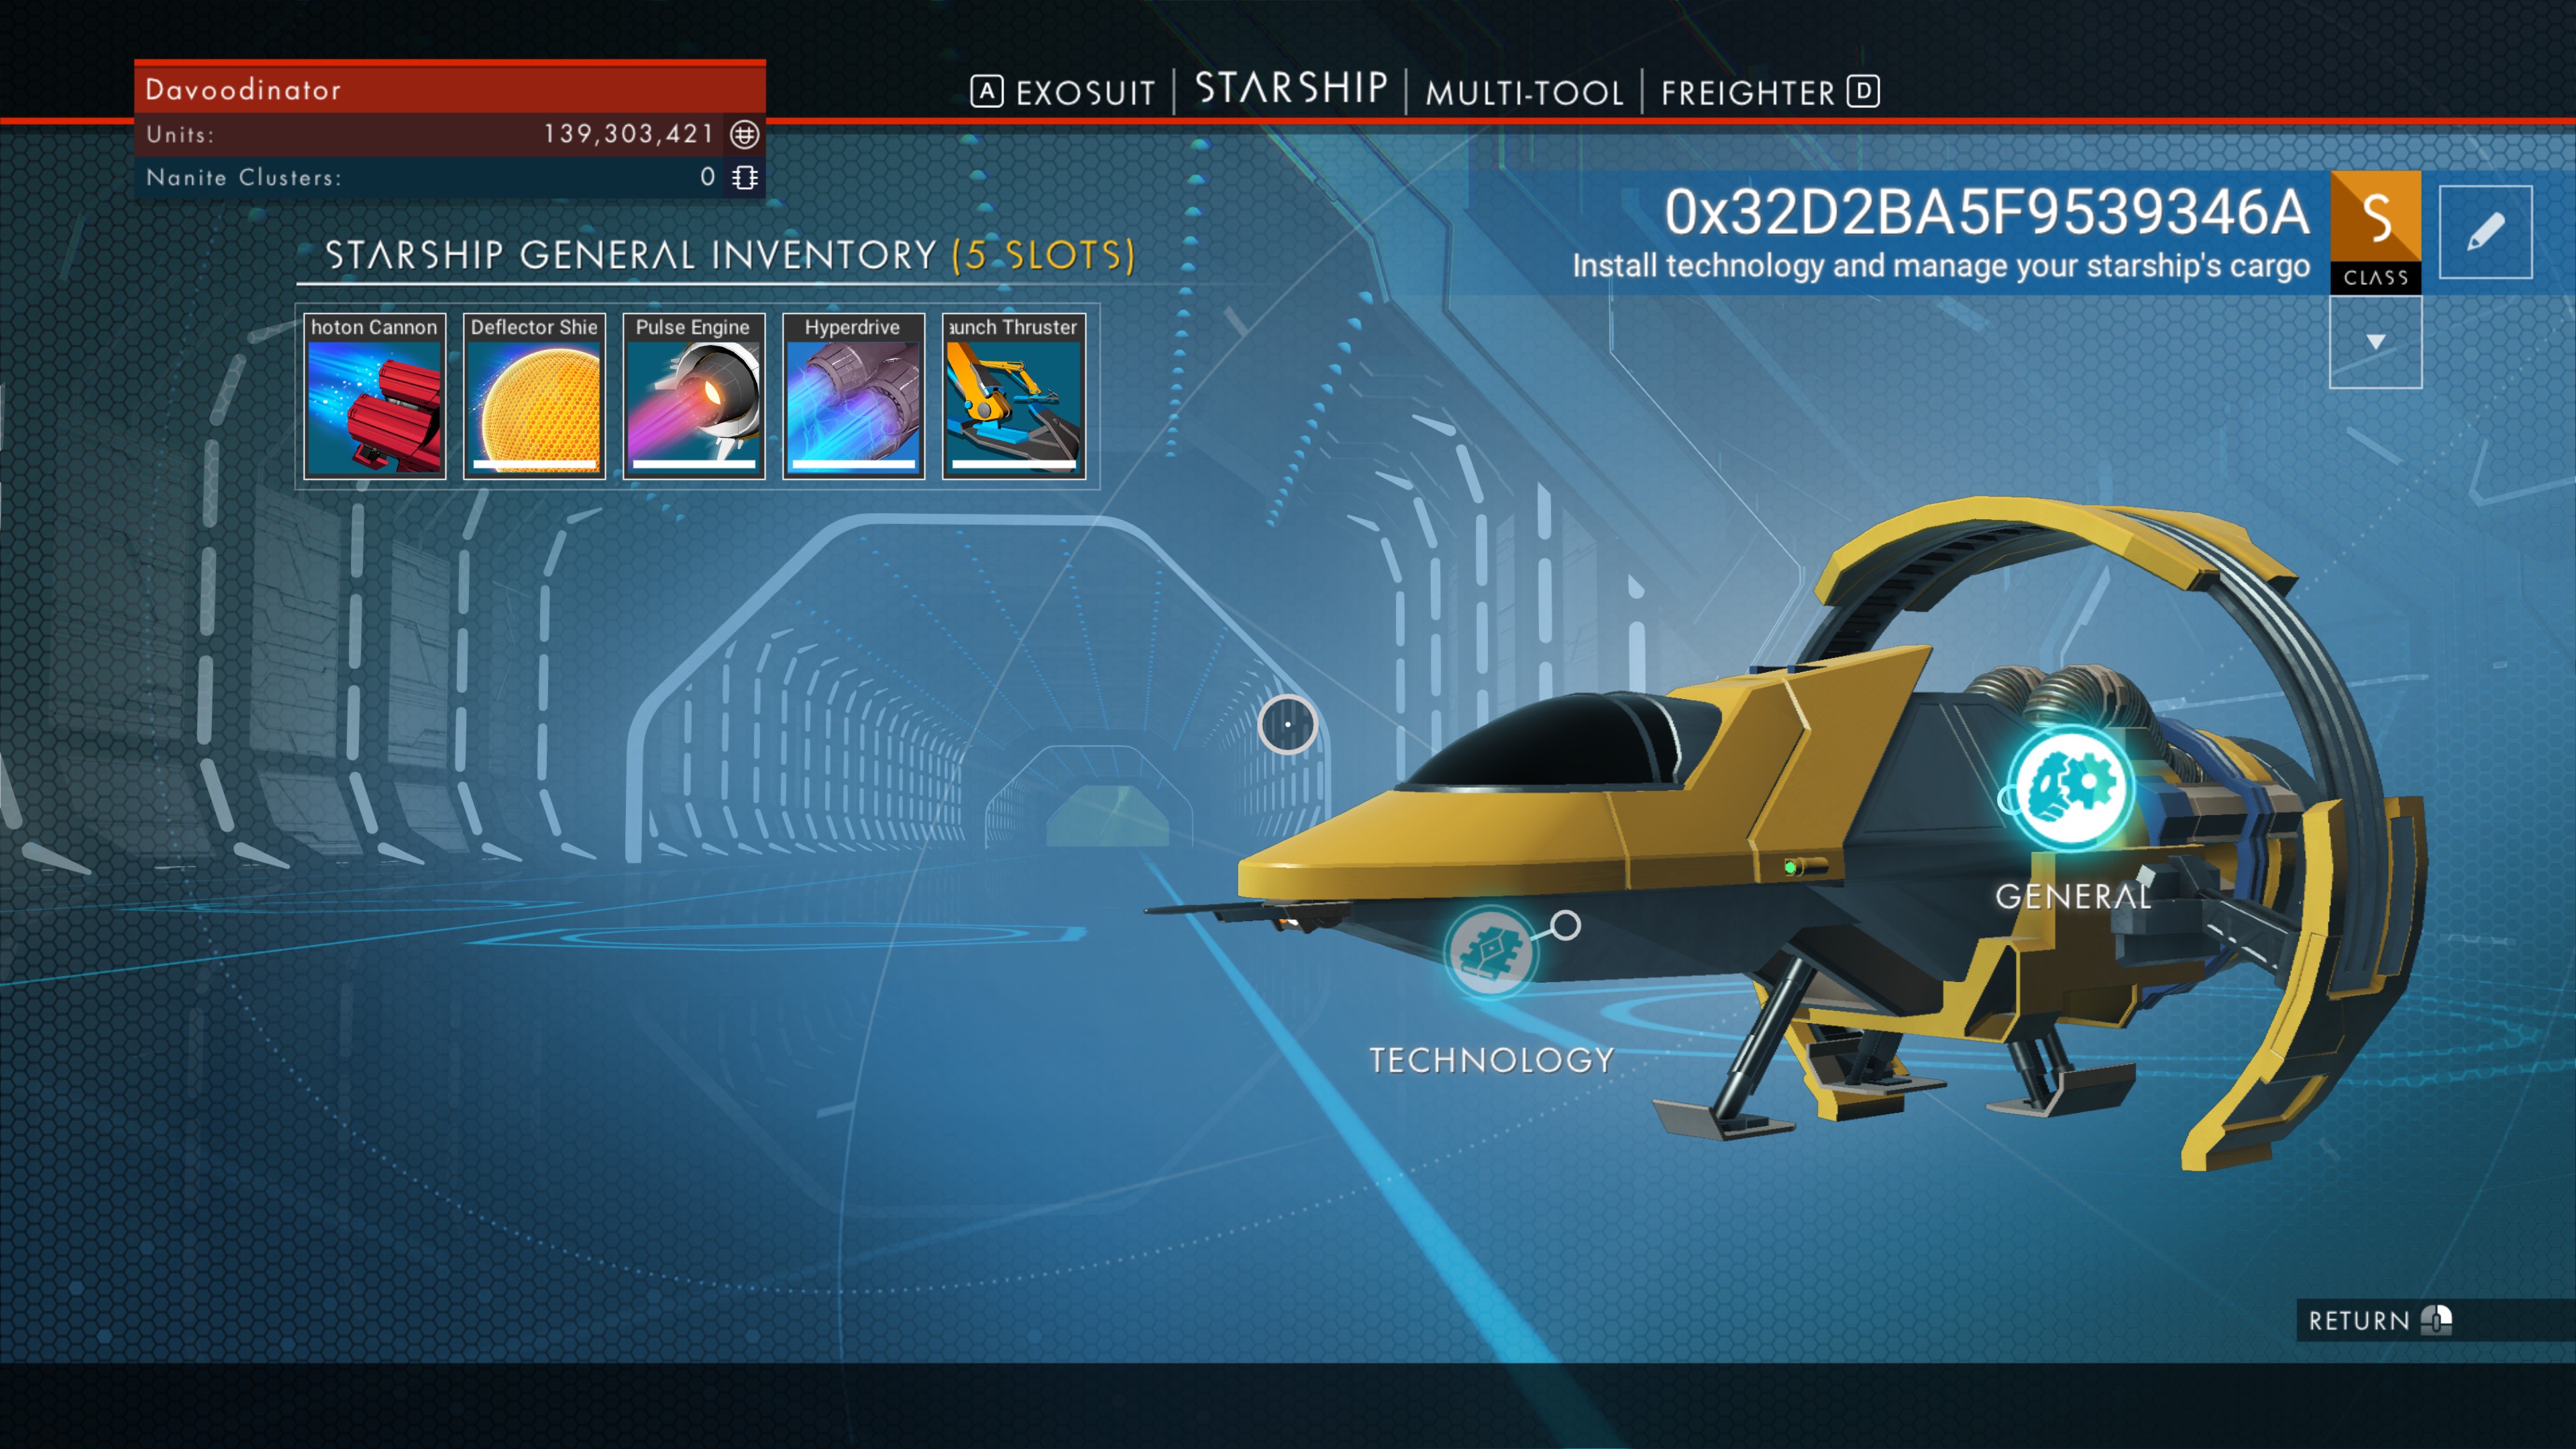 Davoodinator
Units: 139,303,421
Nanite Clusters: 0
A EXOSUIT STARSHIP MULTI-TOOL FREIGHTER D
0x32D2BA5F9539346A
Install technology and manage your starship's cargo
S
CLASS
STARSHIP GENERAL INVENTORY (5 SLOTS)
hoton Cannon
Deflector Shie
Pulse Engine
Hyperdrive
aunch Thruster
GENERAL
TECHNOLOGY
RETURN